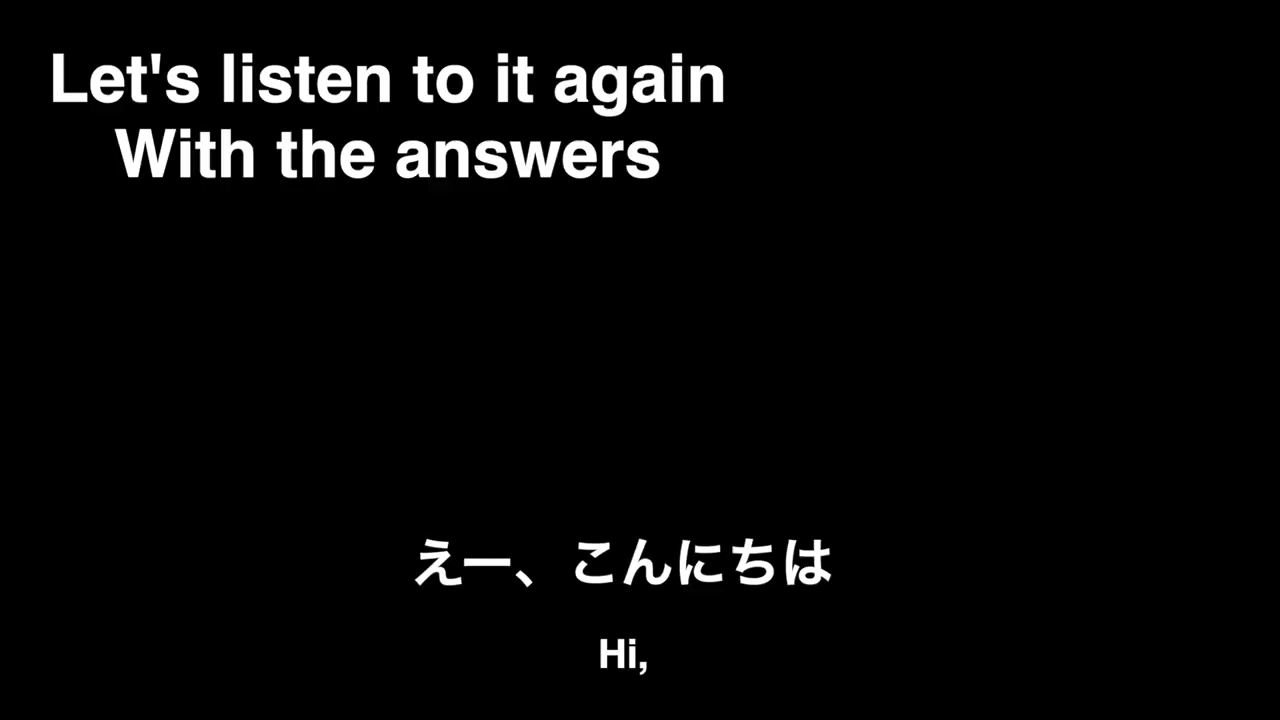 Let's listen to it again
With the answers
えー、こんにちは
Hi,